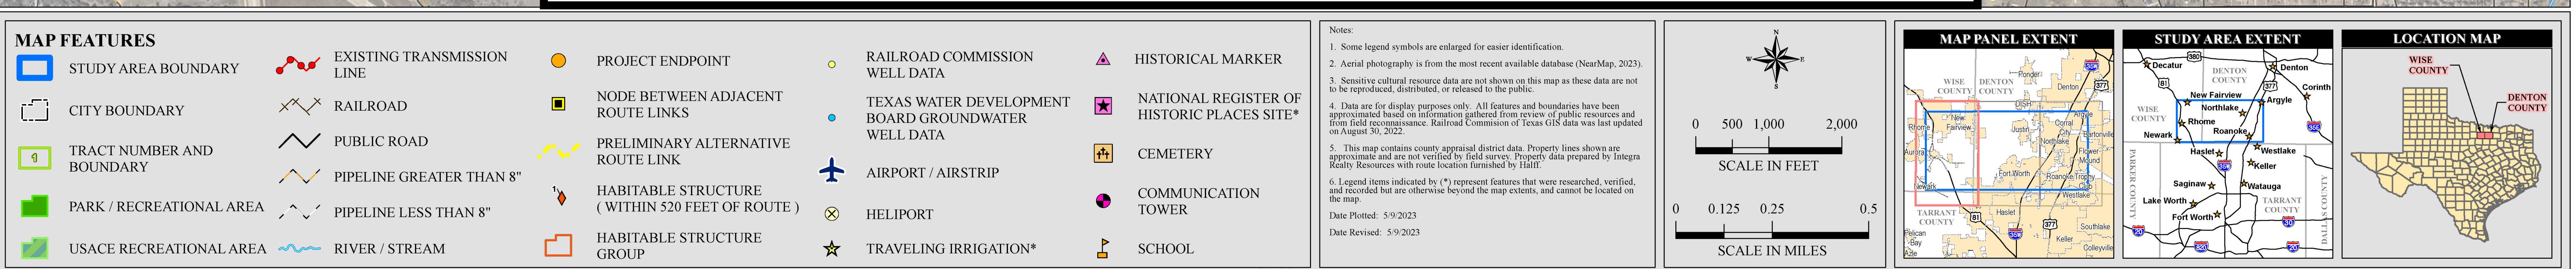 MAP FEATURES
STUDY AREA BOUNDARY
CITY BOUNDARY
1
TRACT NUMBER AND
BOUNDARY
PARK / RECREATIONAL AREA
USACE RECREATIONAL AREA
EXISTING TRANSMISSION
LINE
RAILROAD
PUBLIC ROAD
PIPELINE GREATER THAN 8"
PIPELINE LESS THAN 8"
RIVER / STREAM
PROJECT ENDPOINT
NODE BETWEEN ADJACENT
ROUTE LINKS
PRELIMINARY ALTERNATIVE
ROUTE LINK
1
HABITABLE STRUCTURE
( WITHIN 520 FEET OF ROUTE )
HABITABLE STRUCTURE
GROUP
RAILROAD COMMISSION
WELL DATA
TEXAS WATER DEVELOPMENT
BOARD GROUNDWATER
WELL DATA
AIRPORT / AIRSTRIP
HELIPORT
TRAVELING IRRIGATION*
HISTORICAL MARKER
NATIONAL REGISTER OF
HISTORIC PLACES SITE*
CEMETERY
COMMUNICATION
TOWER
SCHOOL
Notes:
1. Some legend symbols are enlarged for easier identification.
2. Aerial photography is from the most recent available database (NearMap, 2023).
3. Sensitive cultural resource data are not shown on this map as these data are not
to be reproduced, distributed, or released to the public.
4. Data are for display purposes only. All features and boundaries have been
approximated based on information gathered from review of public resources and
from field reconnaissance. Railroad Commision of Texas GIS data was last updated
on August 30, 2022.
5. This map contains county appraisal district data. Property lines shown are
approximate and are not verified by field survey. Property data prepared by Integra
Realty Resources with route location furnished by Halff.
6. Legend items indicated by (*) represent features that were researched, verified,
and recorded but are otherwise beyond the map extents, and cannot be located on
the map.
Date Plotted: 5/9/2023
Date Revised: 5/9/2023
N
W E
S
0 500 1,000 2,000
SCALE IN FEET
0 0.125 0.25 0.5
SCALE IN MILES
MAP PANEL EXTENT
Ponder
WISE
COUNTY
DENTON
COUNTY
Denton
377
DISH
Rhome
New
Fairview
Justin
Corral
City
Argyle
Bartonville
Aurora
Flower
Mound
Fort Worth
Roanoke
Trophy
Club
Newark
Westlake
TARRANT
COUNTY
Haslet
81
377
Southlake
Keller
Pelican
Bay
Azle
Colleyville
STUDY AREA EXTENT
380
Decatur
Denton
81
DENTON
COUNTY
377
Corinth
New Fairview
Argyle
Northlake
WISE
COUNTY
Rhome
Roanoke
Newark
Haslet
Westlake
Keller
PARKER COUNTY
Saginaw
Watauga
Lake Worth
TARRANT
COUNTY
Fort Worth
30
20
820
20
DALLAS COUNTY
LOCATION MAP
WISE
COUNTY
DENTON
COUNTY